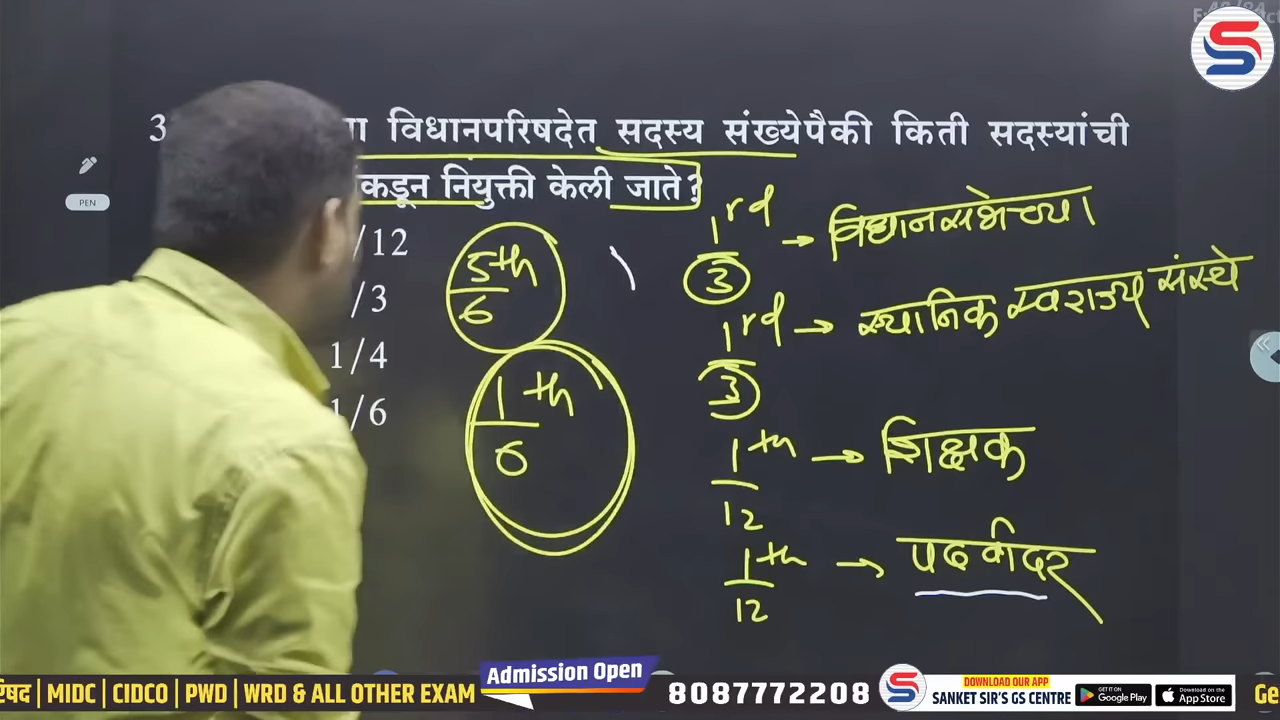 विधानपरिषदेत सदस्य संख्येपैकी किती सदस्यांची
कडून नियुक्ती केली जाते?
/12
/3
1/4
1/6
5th
6
1th
6
1rd
3 → विधानसभेच्या
1rd
3 → स्थानिक स्वराज्य संस्थे
1th
12 → शिक्षक
1th
12 → पदवीदर
PEN
| MIDC | CIDCO | PWD | WRD & ALL OTHER EXAM
Admission Open
8087772208
DOWNLOAD OUR APP
SANKET SIR'S GS CENTRE
GET IT ON
Google Play
Download on the
App Store